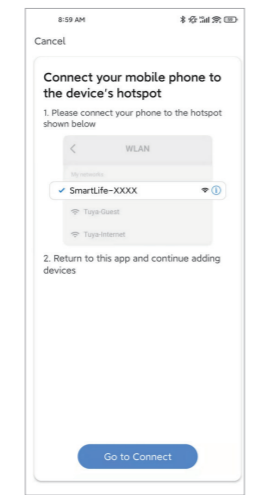 8:59 AM
Cancel
Connect your mobile phone to
the device's hotspot
1. Please connect your phone to the hotspot
shown below
WLAN
My networks
SmartLife-XXXX
Tuya-Guest
Tuya-Internet
2. Return to this app and continue adding
devices
Go to Connect